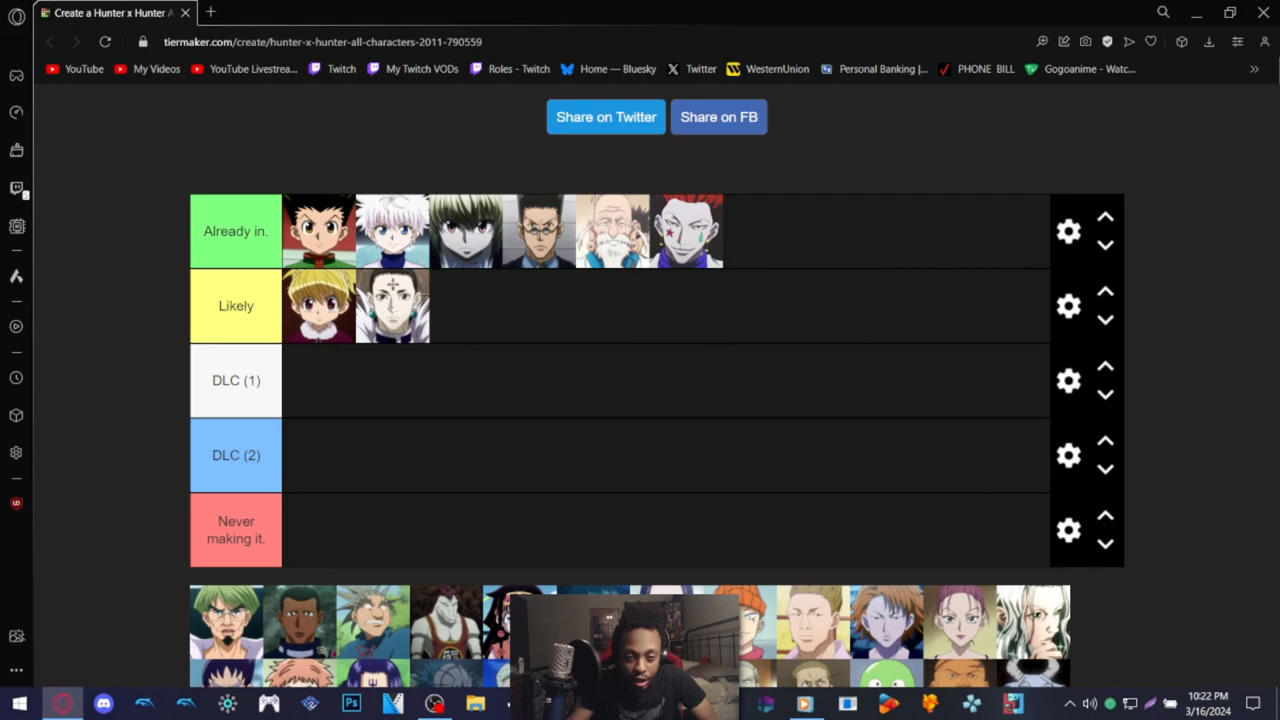 Create a Hunter x Hunter A
tiermaker.com/create/hunter-x-hunter-all-characters-2011-790559
YouTube
My Videos
YouTube Livestrea...
Twitch
My Twitch VODs
Roles - Twitch
Home — Bluesky
Twitter
WesternUnion
Personal Banking |...
PHONE BILL
Gogoanime - Watc...
Share on Twitter
Share on FB
Already in.
Likely
DLC (1)
DLC (2)
Never
making it.
Ps
10:22 PM
3/16/2024